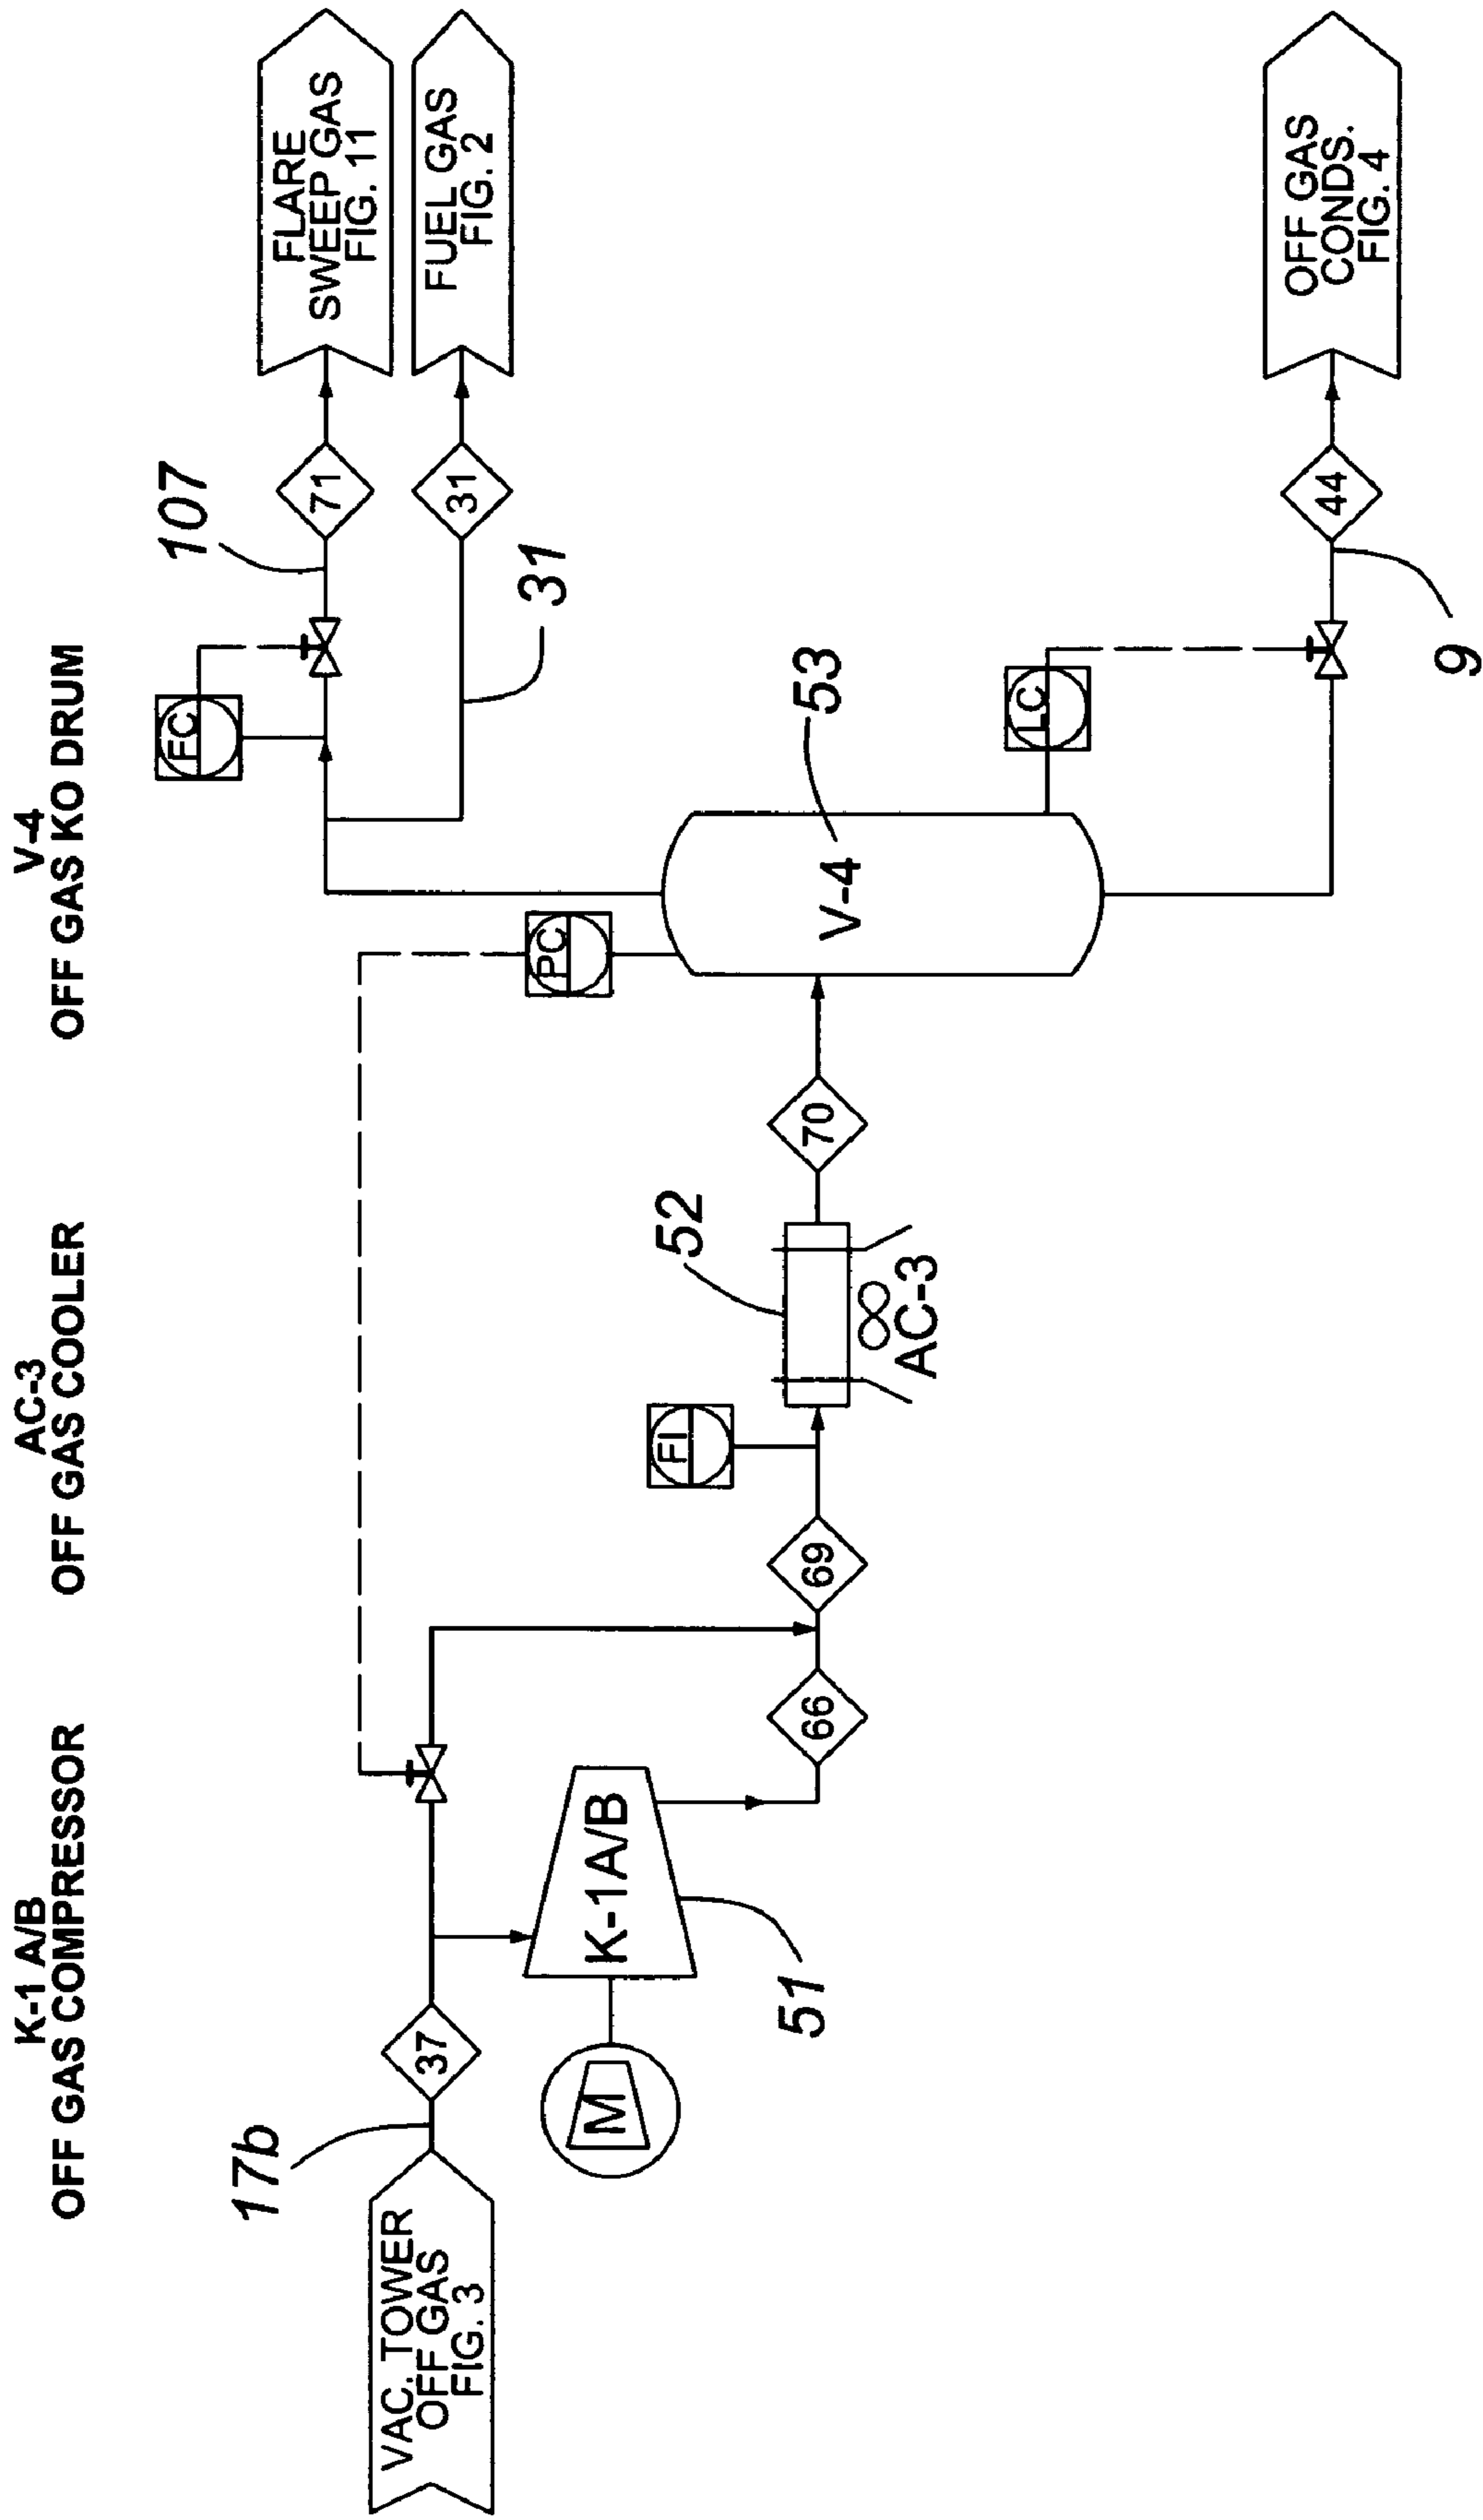 K-1 A/B
OFF GAS COMPRESSOR
AC-3
OFF GAS COOLER
V-4
OFF GAS KO DRUM
107
FC
71
FLARE
SWEEP GAS
FIG. 11
31
FUEL GAS
FIG. 2
31
17b
VAC. TOWER
OFF GAS
FIG. 3
37
PC
M
K-1A/B
51
66
69
FI
52
AC-3
70
V-4
53
LC
44
OFF GAS
CONDS.
FIG. 4
9